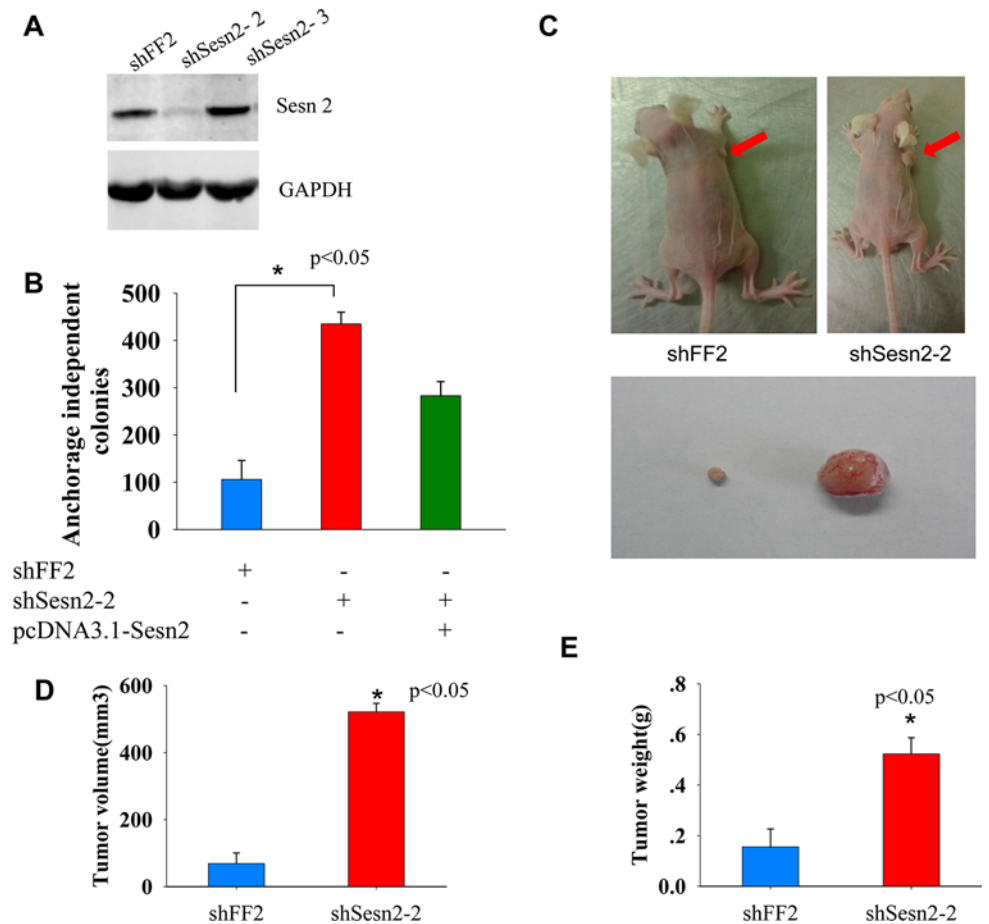 A
shFF2 shSesn2- 2 shSesn2- 3
Sesn 2
GAPDH
B
* p<0.05
Anchorage independent
colonies
500
400
300
200
100
0
shFF2 + - -
shSesn2-2 - + +
pcDNA3.1-Sesn2 - - +
C
shFF2 shSesn2-2
D
Tumor volume(mm3)
600
400
200
0
* p<0.05
shFF2 shSesn2-2
E
Tumor weight(g)
.8
.6
.4
.2
0.0
p<0.05
*
shFF2 shSesn2-2